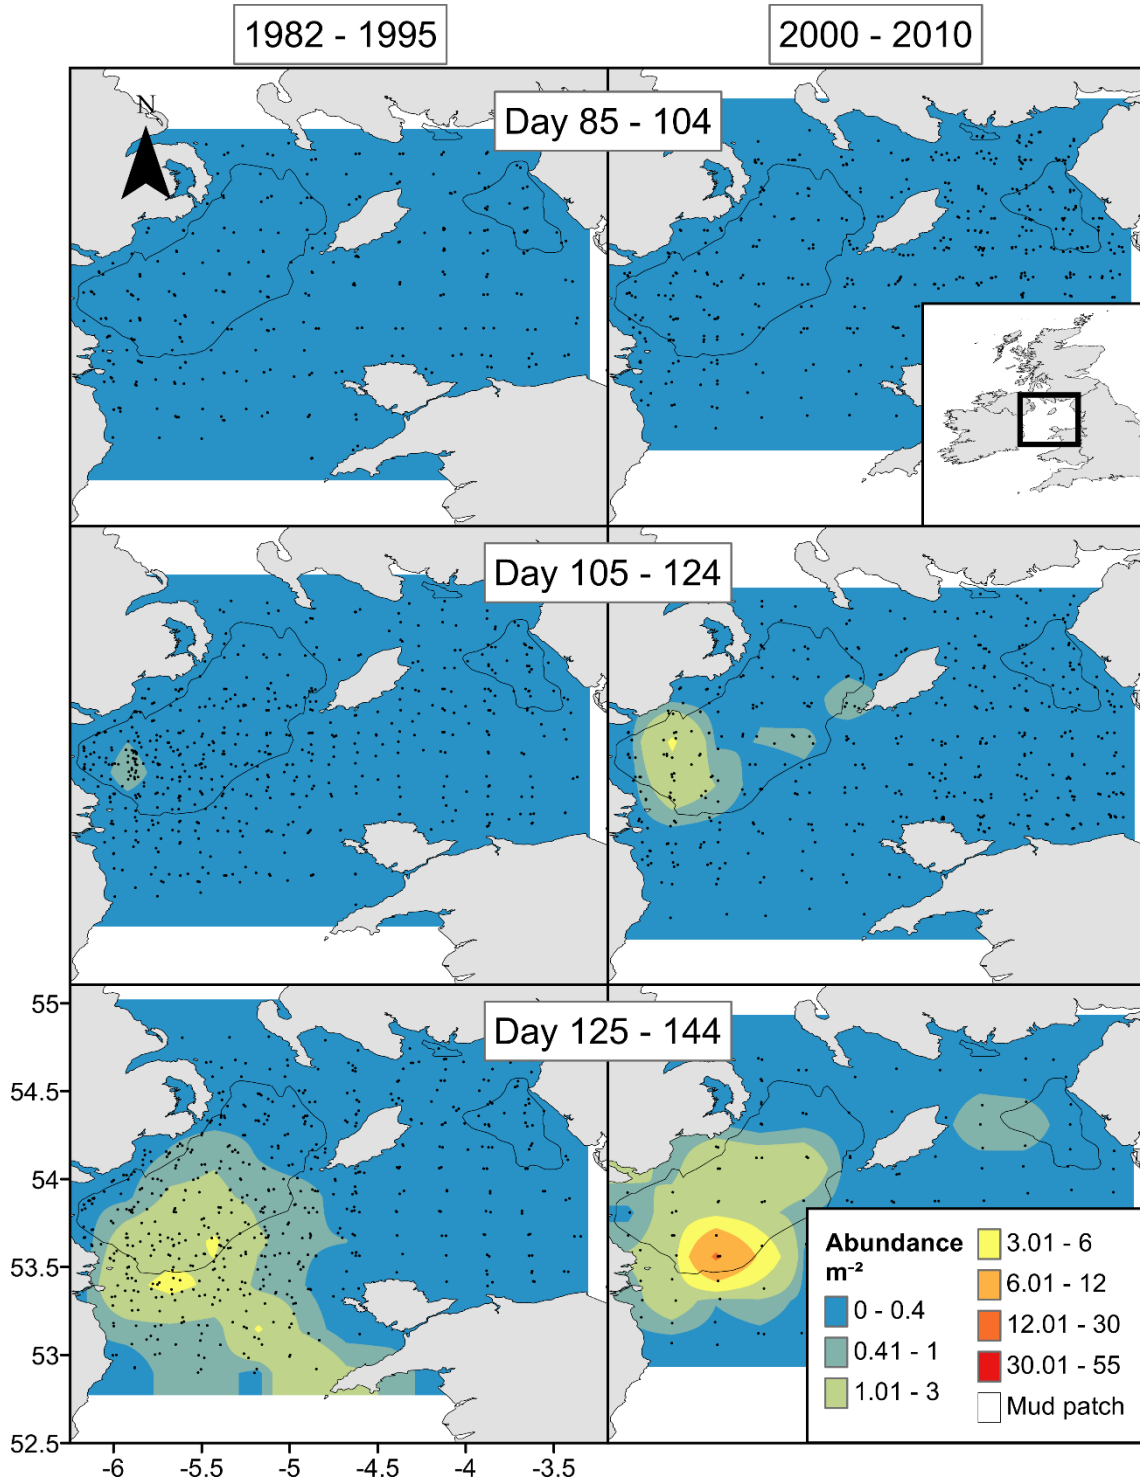 1982 - 1995
2000 - 2010
N
Day 85 - 104
Day 105 - 124
Day 125 - 144
55
54.5
54
53.5
53
52.5
-6
-5.5
-5
-4.5
-4
-3.5
Abundance
m⁻²
0 - 0.4
0.41 - 1
1.01 - 3
3.01 - 6
6.01 - 12
12.01 - 30
30.01 - 55
Mud patch